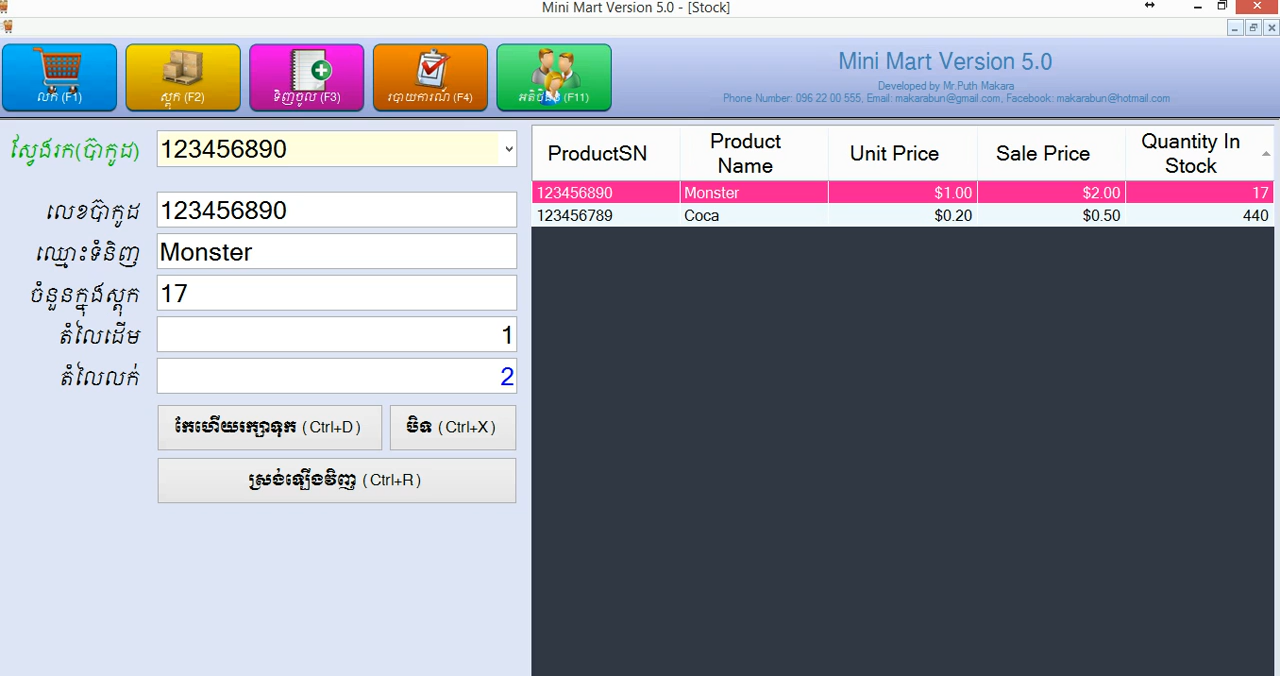 Mini Mart Version 5.0 - [Stock]
លក់ (F1)
ស្តុក (F2)
ទិញចូល (F3)
របាយការណ៍ (F4)
អតិថិជន (F11)
Mini Mart Version 5.0
Developed by Mr.Puth Makara
Phone Number: 096 22 00 555, Email: makarabun@gmail.com, Facebook: makarabun@hotmail.com
ស្វែងរក(ប៊ាកូដ) 123456890
លេខប៊ាកូដ 123456890
ឈ្មោះទំនិញ Monster
ចំនួនក្នុងស្តុក 17
តំលៃដើម 1
តំលៃលក់ 2
កែហើយរក្សាទុក (Ctrl+D)
បិទ (Ctrl+X)
ស្រង់ឡើងវិញ (Ctrl+R)
ProductSN Product Name Unit Price Sale Price Quantity In Stock
123456890 Monster $1.00 $2.00 17
123456789 Coca $0.20 $0.50 440